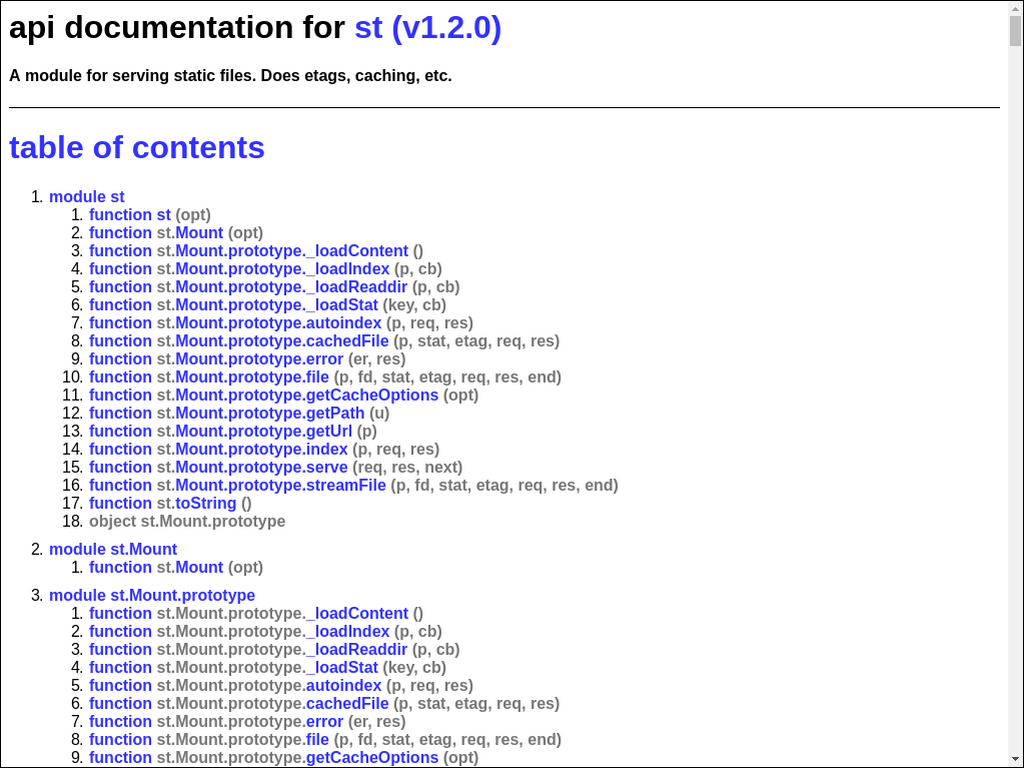 api documentation for st (v1.2.0)
A module for serving static files. Does etags, caching, etc.
table of contents
1. module st
1. function st (opt)
2. function st.Mount (opt)
3. function st.Mount.prototype._loadContent ()
4. function st.Mount.prototype._loadIndex (p, cb)
5. function st.Mount.prototype._loadReaddir (p, cb)
6. function st.Mount.prototype._loadStat (key, cb)
7. function st.Mount.prototype.autoindex (p, req, res)
8. function st.Mount.prototype.cachedFile (p, stat, etag, req, res)
9. function st.Mount.prototype.error (er, res)
10. function st.Mount.prototype.file (p, fd, stat, etag, req, res, end)
11. function st.Mount.prototype.getCacheOptions (opt)
12. function st.Mount.prototype.getPath (u)
13. function st.Mount.prototype.getUrl (p)
14. function st.Mount.prototype.index (p, req, res)
15. function st.Mount.prototype.serve (req, res, next)
16. function st.Mount.prototype.streamFile (p, fd, stat, etag, req, res, end)
17. function st.toString ()
18. object st.Mount.prototype
2. module st.Mount
1. function st.Mount (opt)
3. module st.Mount.prototype
1. function st.Mount.prototype._loadContent ()
2. function st.Mount.prototype._loadIndex (p, cb)
3. function st.Mount.prototype._loadReaddir (p, cb)
4. function st.Mount.prototype._loadStat (key, cb)
5. function st.Mount.prototype.autoindex (p, req, res)
6. function st.Mount.prototype.cachedFile (p, stat, etag, req, res)
7. function st.Mount.prototype.error (er, res)
8. function st.Mount.prototype.file (p, fd, stat, etag, req, res, end)
9. function st.Mount.prototype.getCacheOptions (opt)